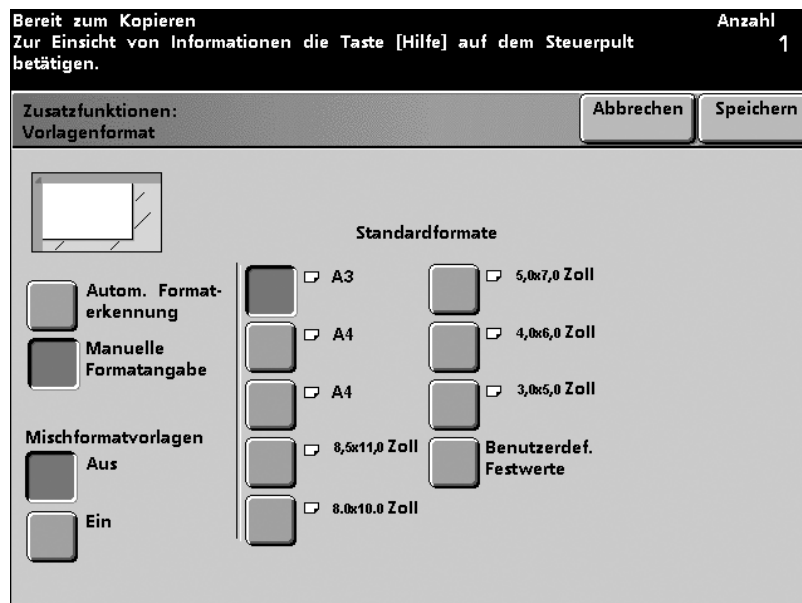 Bereit zum Kopieren
Anzahl
Zur Einsicht von Informationen die Taste [Hilfe] auf dem Steuerpult
1
betätigen.
Zusatzfunktionen:
Vorlagenformat
Abbrechen
Speichern
Standardformate
Autom. Format-
erkennung
Manuelle
Formatangabe
Mischformatvorlagen
Aus
Ein
A3
A4
A4
8,5x11,0 Zoll
8.0x10.0 Zoll
5,0x7,0 Zoll
4,0x6,0 Zoll
3,0x5,0 Zoll
Benutzerdef.
Festwerte